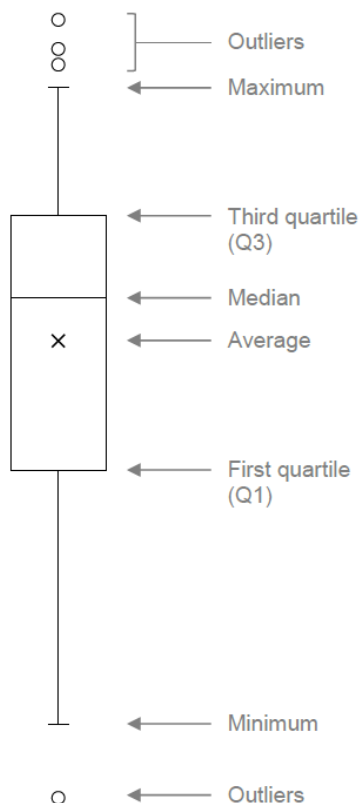 Outliers
Maximum
Third quartile
(Q3)
Median
Average
First quartile
(Q1)
Minimum
Outliers